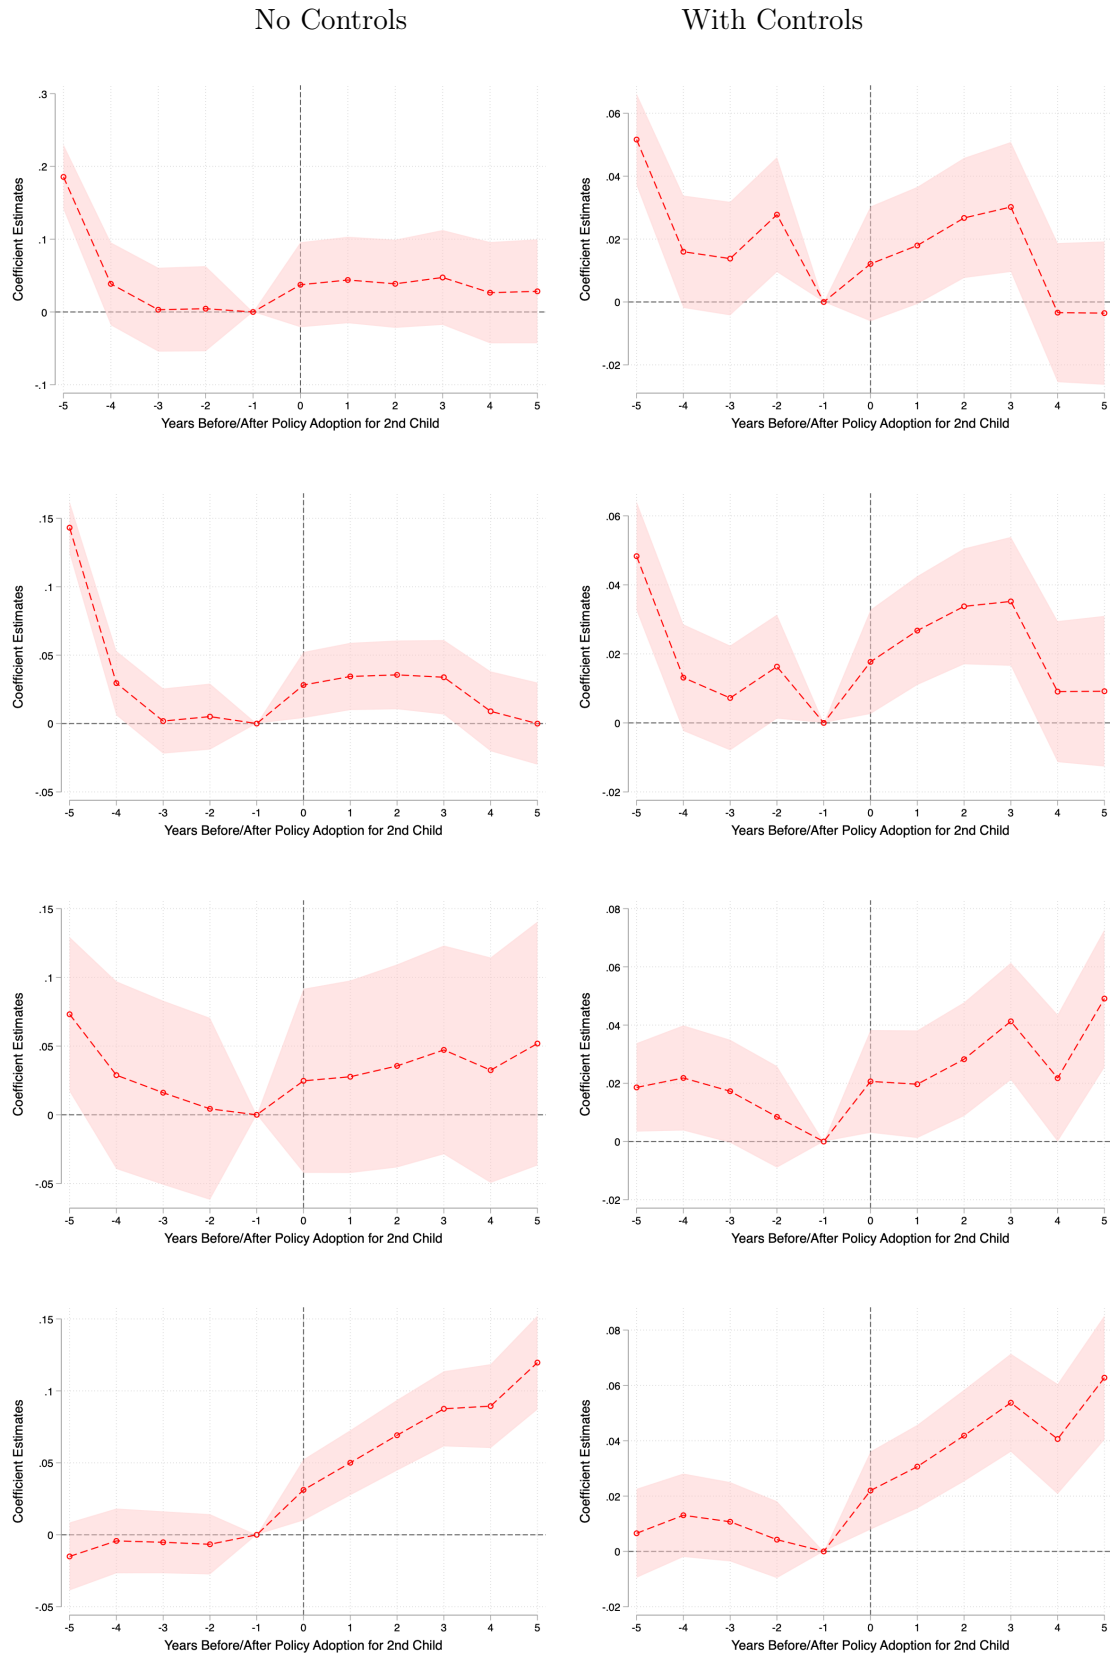 No Controls
With Controls
Coefficient Estimates
.3
.2
.1
0
-.1
-5 -4 -3 -2 -1 0 1 2 3 4 5
Years Before/After Policy Adoption for 2nd Child
Coefficient Estimates
.06
.04
.02
0
-.02
-5 -4 -3 -2 -1 0 1 2 3 4 5
Years Before/After Policy Adoption for 2nd Child
Coefficient Estimates
.15
.1
.05
0
-.05
-5 -4 -3 -2 -1 0 1 2 3 4 5
Years Before/After Policy Adoption for 2nd Child
Coefficient Estimates
.06
.04
.02
0
-.02
-5 -4 -3 -2 -1 0 1 2 3 4 5
Years Before/After Policy Adoption for 2nd Child
Coefficient Estimates
.15
.1
.05
0
-.05
-5 -4 -3 -2 -1 0 1 2 3 4 5
Years Before/After Policy Adoption for 2nd Child
Coefficient Estimates
.08
.06
.04
.02
0
-.02
-5 -4 -3 -2 -1 0 1 2 3 4 5
Years Before/After Policy Adoption for 2nd Child
Coefficient Estimates
.15
.1
.05
0
-.05
-5 -4 -3 -2 -1 0 1 2 3 4 5
Years Before/After Policy Adoption for 2nd Child
Coefficient Estimates
.08
.06
.04
.02
0
-.02
-5 -4 -3 -2 -1 0 1 2 3 4 5
Years Before/After Policy Adoption for 2nd Child